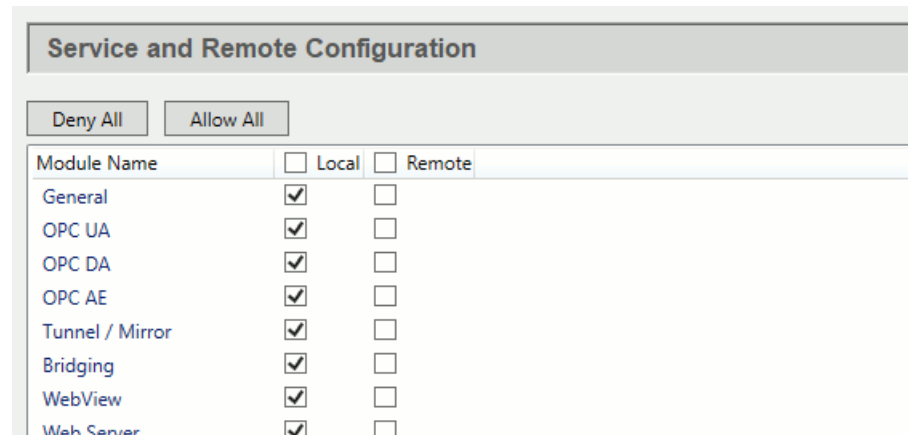 Service and Remote Configuration
Deny All Allow All
Module Name Local Remote
General
OPC UA
OPC DA
OPC AE
Tunnel / Mirror
Bridging
WebView
Web Server